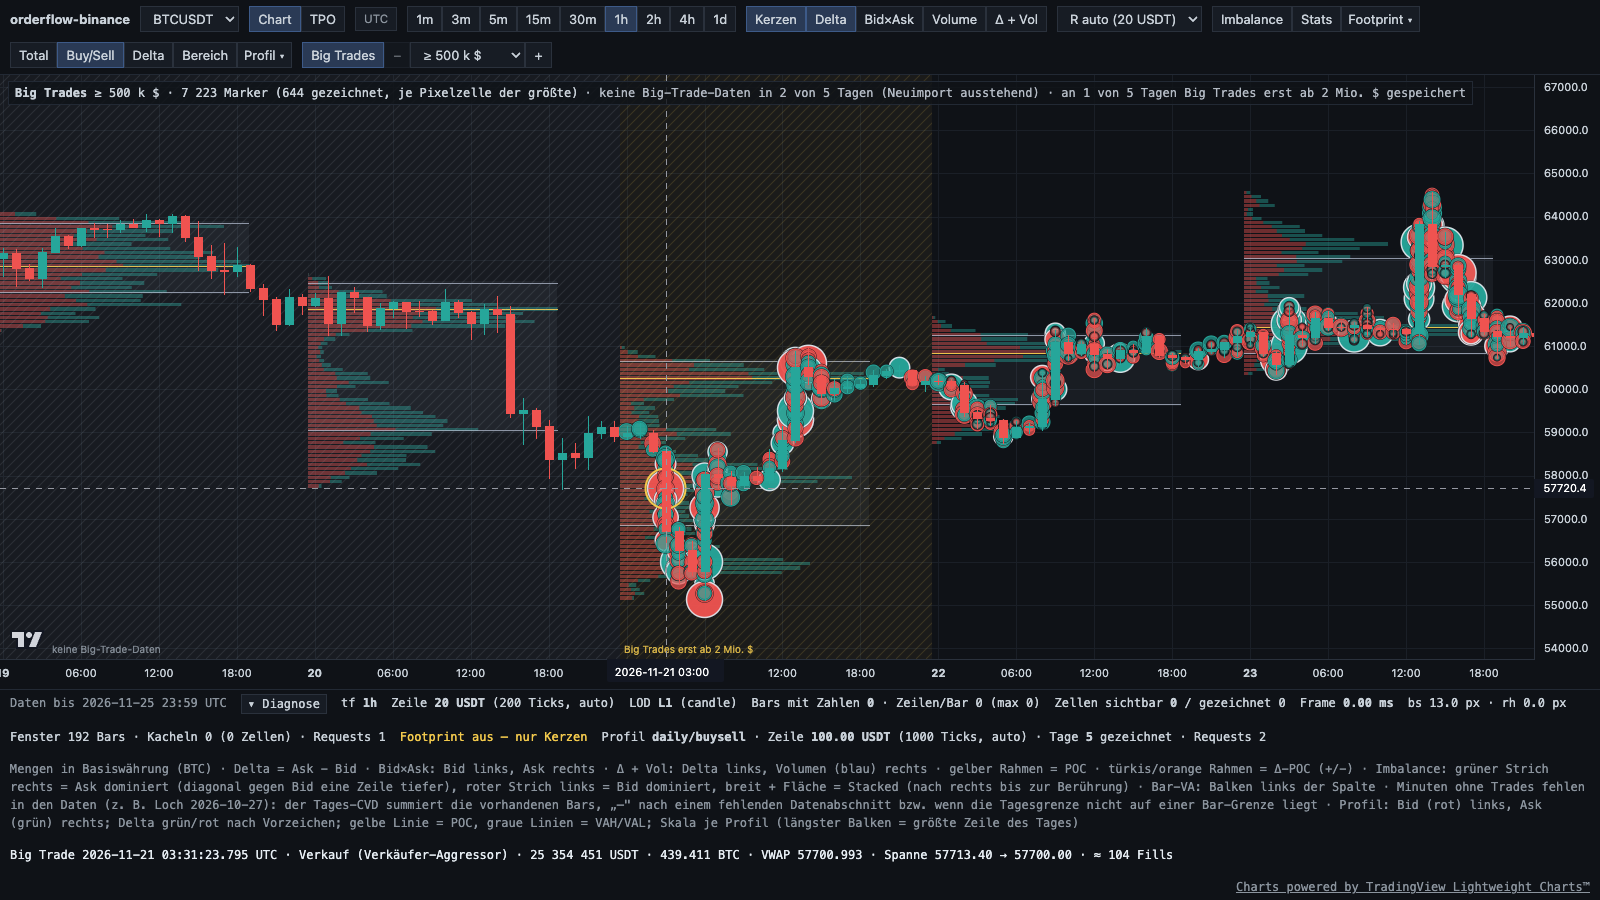 orderflow-binance BTCUSDT Chart TPO UTC 1m 3m 5m 15m 30m 1h 2h 4h 1d Kerzen Delta Bid×Ask Volume Δ + Vol R auto (20 USDT) Imbalance Stats Footprint ▾
Total Buy/Sell Delta Bereich Profil ▾ Big Trades − ≥ 500 k $ +
Big Trades ≥ 500 k $ · 7 223 Marker (644 gezeichnet, je Pixelzelle der größte) · keine Big-Trade-Daten in 2 von 5 Tagen (Neuimport ausstehend) · an 1 von 5 Tagen Big Trades erst ab 2 Mio. $ gespeichert
67000.0
66000.0
65000.0
64000.0
63000.0
62000.0
61000.0
60000.0
59000.0
58000.0
57720.4
57000.0
56000.0
55000.0
54000.0
keine Big-Trade-Daten Big Trades erst ab 2 Mio. $
19 06:00 12:00 18:00 20 06:00 12:00 18:00 2026-11-21 03:00 12:00 18:00 22 06:00 12:00 18:00 23 06:00 12:00 18:00
Daten bis 2026-11-25 23:59 UTC ▾ Diagnose tf 1h Zeile 20 USDT (200 Ticks, auto) LOD L1 (candle) Bars mit Zahlen 0 · Zeilen/Bar 0 (max 0) Zellen sichtbar 0 / gezeichnet 0 Frame 0.00 ms bs 13.0 px · rh 0.0 px
Fenster 192 Bars · Kacheln 0 (0 Zellen) · Requests 1 Footprint aus – nur Kerzen Profil daily/buysell · Zeile 100.00 USDT (1000 Ticks, auto) · Tage 5 gezeichnet · Requests 2
Mengen in Basiswährung (BTC) · Delta = Ask − Bid · Bid×Ask: Bid links, Ask rechts · Δ + Vol: Delta links, Volumen (blau) rechts · gelber Rahmen = POC · türkis/orange Rahmen = Δ-POC (+/−) · Imbalance: grüner Strich
rechts = Ask dominiert (diagonal gegen Bid eine Zeile tiefer), roter Strich links = Bid dominiert, breit + Fläche = Stacked (nach rechts bis zur Berührung) · Bar-VA: Balken links der Spalte · Minuten ohne Trades fehlen
in den Daten (z. B. Loch 2026-10-27): der Tages-CVD summiert die vorhandenen Bars, „–“ nach einem fehlenden Datenabschnitt bzw. wenn die Tagesgrenze nicht auf einer Bar-Grenze liegt · Profil: Bid (rot) links, Ask
(grün) rechts; Delta grün/rot nach Vorzeichen; gelbe Linie = POC, graue Linien = VAH/VAL; Skala je Profil (längster Balken = größte Zeile des Tages)
Big Trade 2026-11-21 03:31:23.795 UTC · Verkauf (Verkäufer-Aggressor) · 25 354 451 USDT · 439.411 BTC · VWAP 57700.993 · Spanne 57713.40 → 57700.00 · ≈ 104 Fills
Charts powered by TradingView Lightweight Charts™